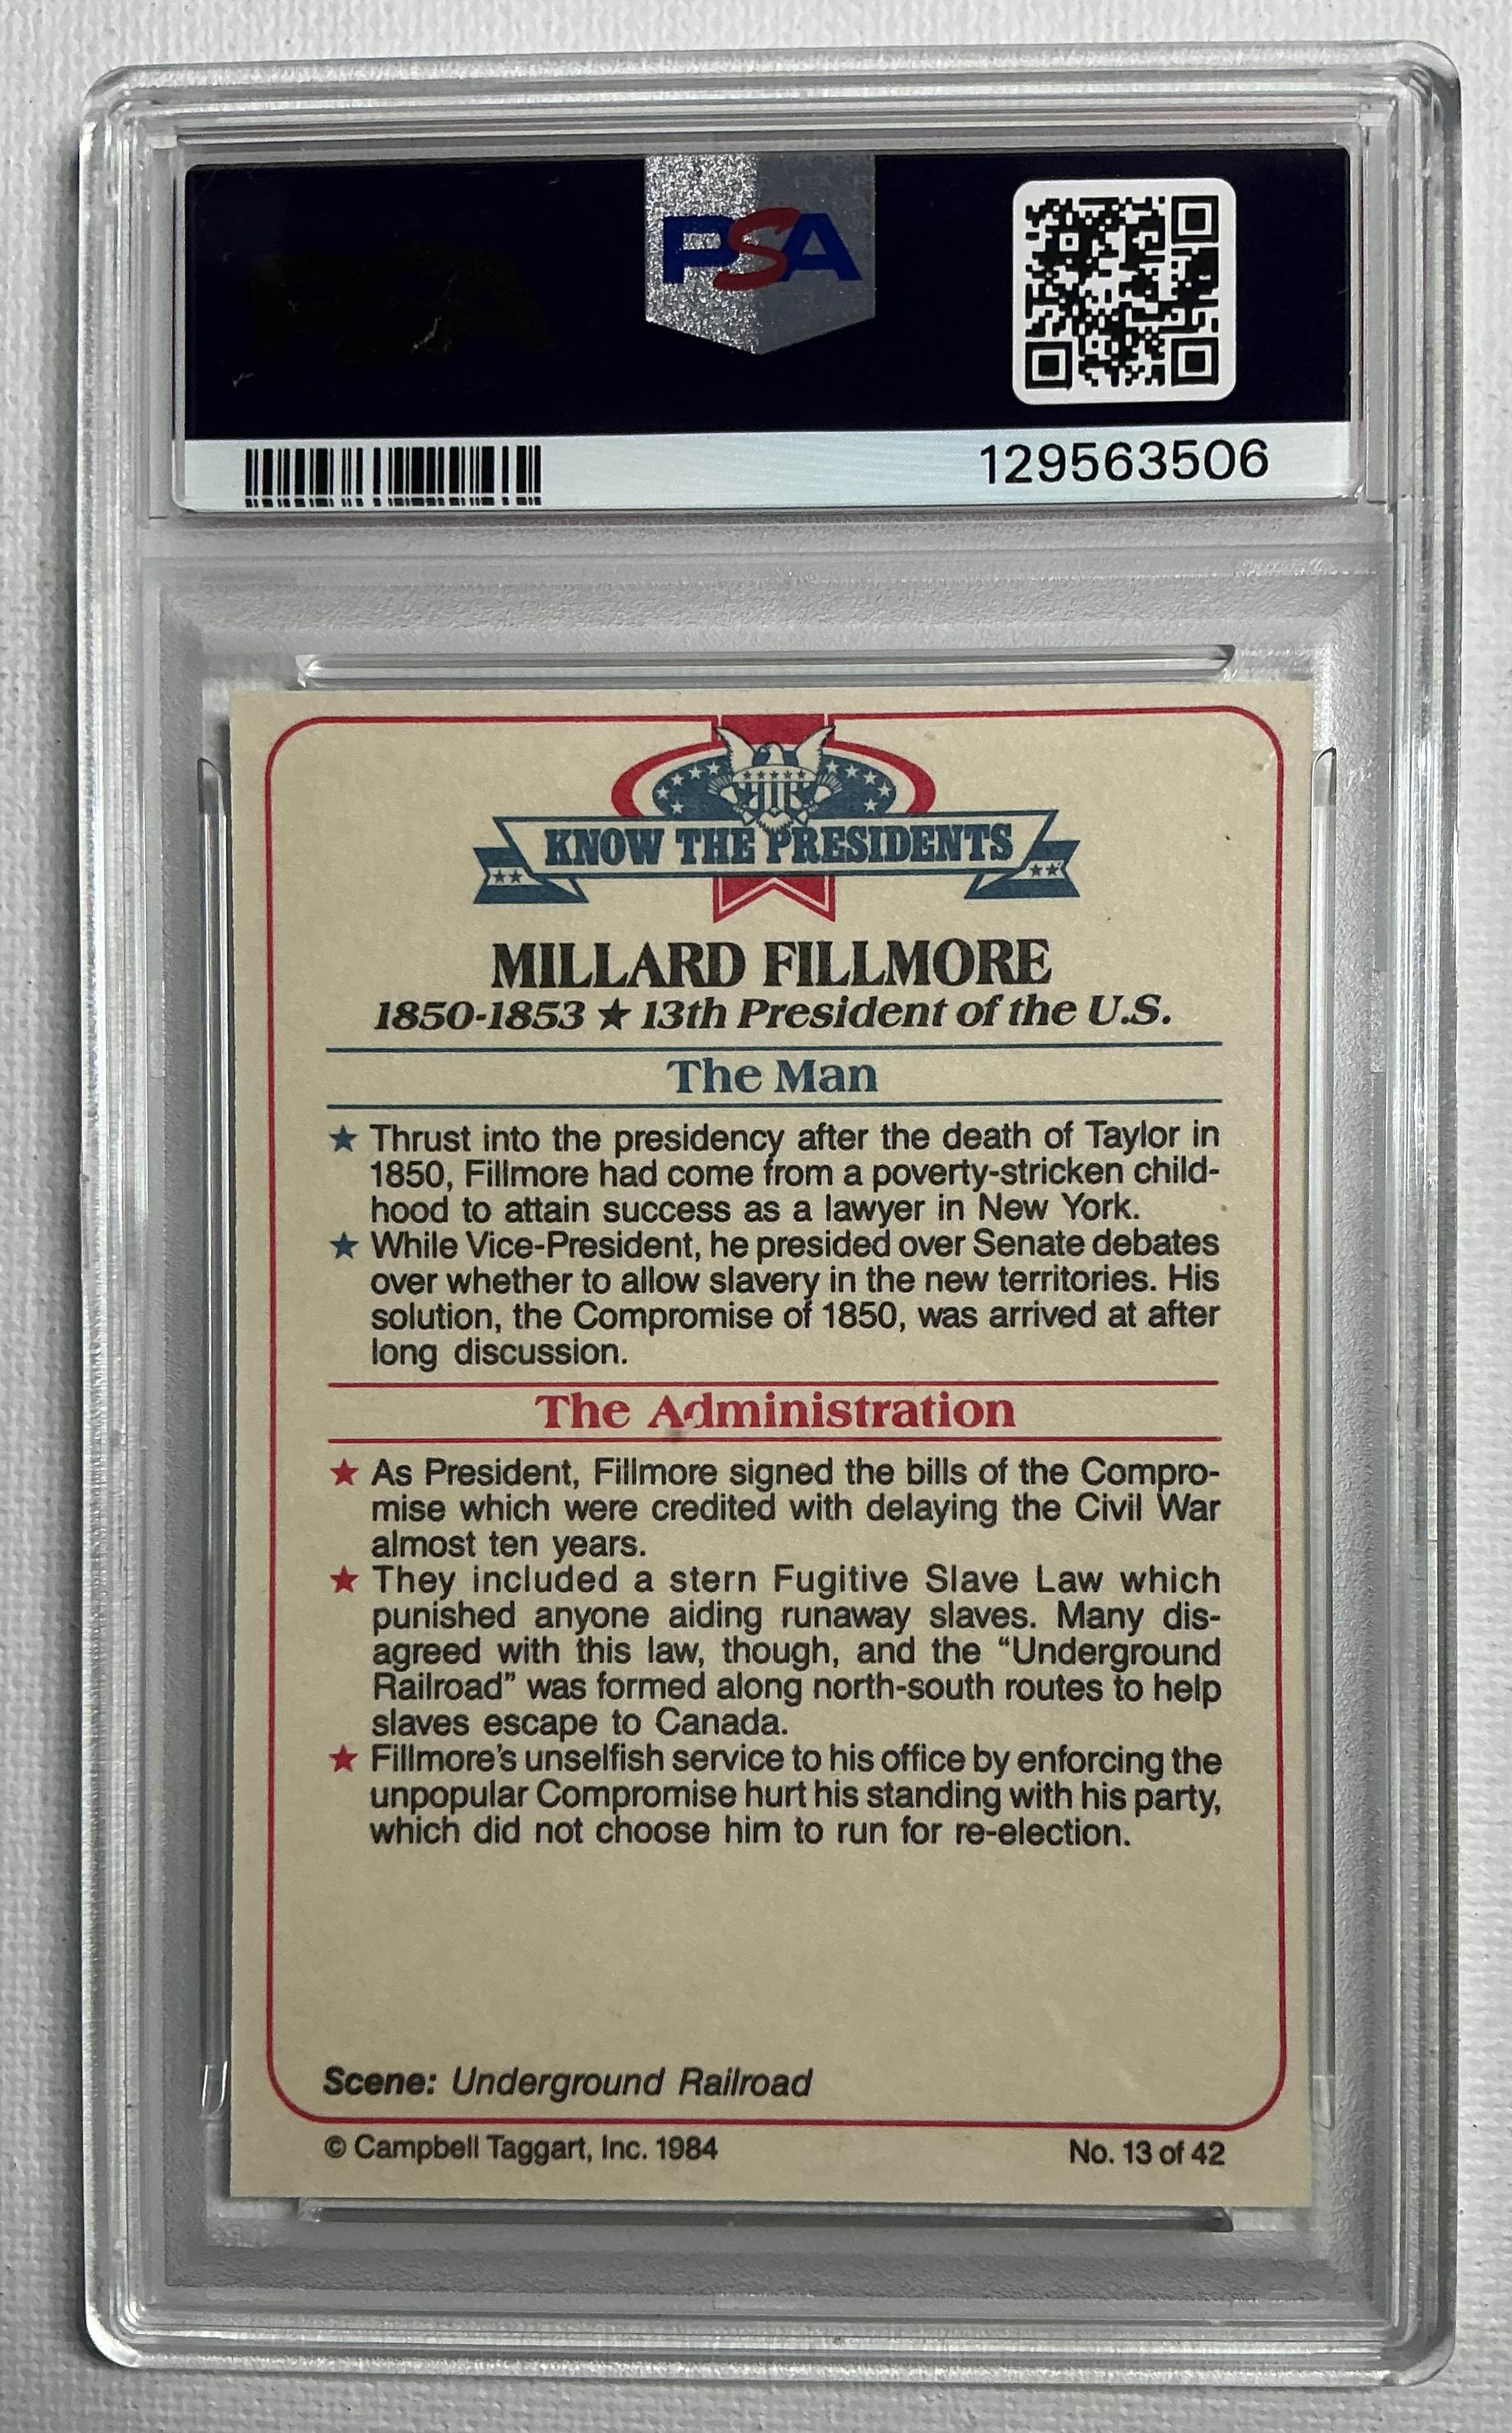 PSA
129563506
KNOW THE PRESIDENTS
MILLARD FILLMORE
1850-1853 ★ 13th President of the U.S.
The Man
★ Thrust into the presidency after the death of Taylor in
1850, Fillmore had come from a poverty-stricken child-
hood to attain success as a lawyer in New York.
★ While Vice-President, he presided over Senate debates
over whether to allow slavery in the new territories. His
solution, the Compromise of 1850, was arrived at after
long discussion.
The Administration
★ As President, Fillmore signed the bills of the Compro-
mise which were credited with delaying the Civil War
almost ten years.
★ They included a stern Fugitive Slave Law which
punished anyone aiding runaway slaves. Many dis-
agreed with this law, though, and the “Underground
Railroad” was formed along north-south routes to help
slaves escape to Canada.
★ Fillmore’s unselfish service to his office by enforcing the
unpopular Compromise hurt his standing with his party,
which did not choose him to run for re-election.
Scene: Underground Railroad
© Campbell Taggart, Inc. 1984
No. 13 of 42